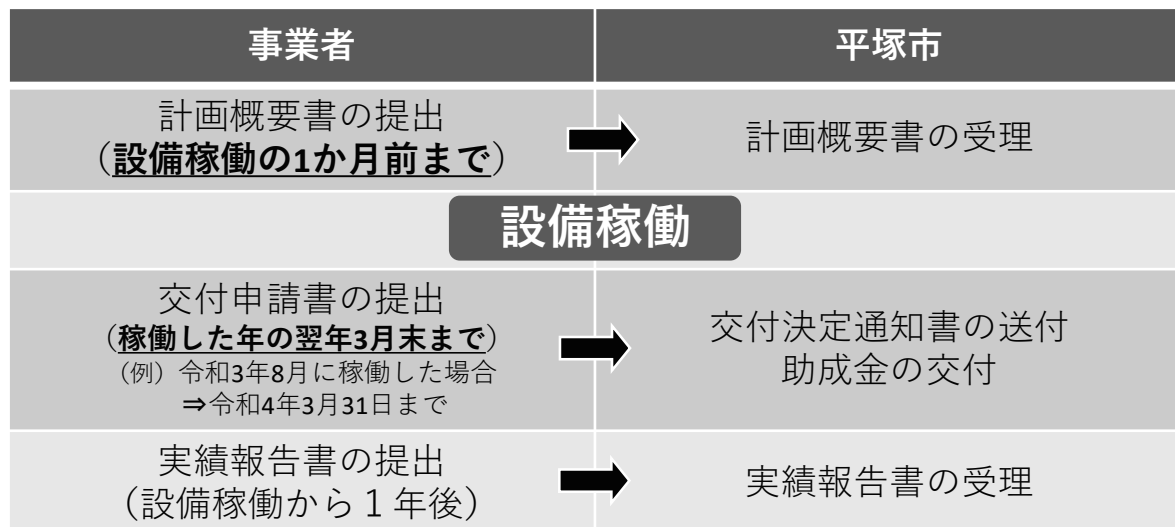 事業者
平塚市
計画概要書の提出
（設備稼働の1か月前まで）
計画概要書の受理
設備稼働
交付申請書の提出
（稼働した年の翌年3月末まで）
（例）令和3年8月に稼働した場合
⇒令和4年3月31日まで
交付決定通知書の送付
助成金の交付
実績報告書の提出
（設備稼働から１年後）
実績報告書の受理